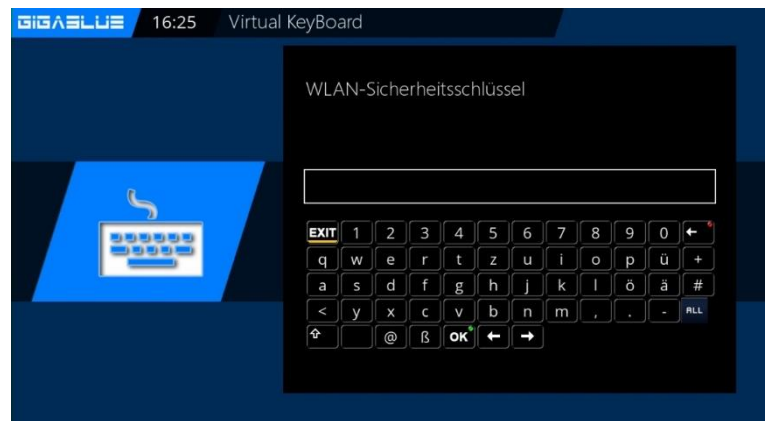 GIGABLUE 16:25 Virtual KeyBoard
WLAN-Sicherheitsschlüssel
EXIT 1 2 3 4 5 6 7 8 9 0 ←
q w e r t z u i o p ü +
a s d f g h j k l ö ä #
< y x c v b n m , . - ALL
⇧ @ ß OK ← →